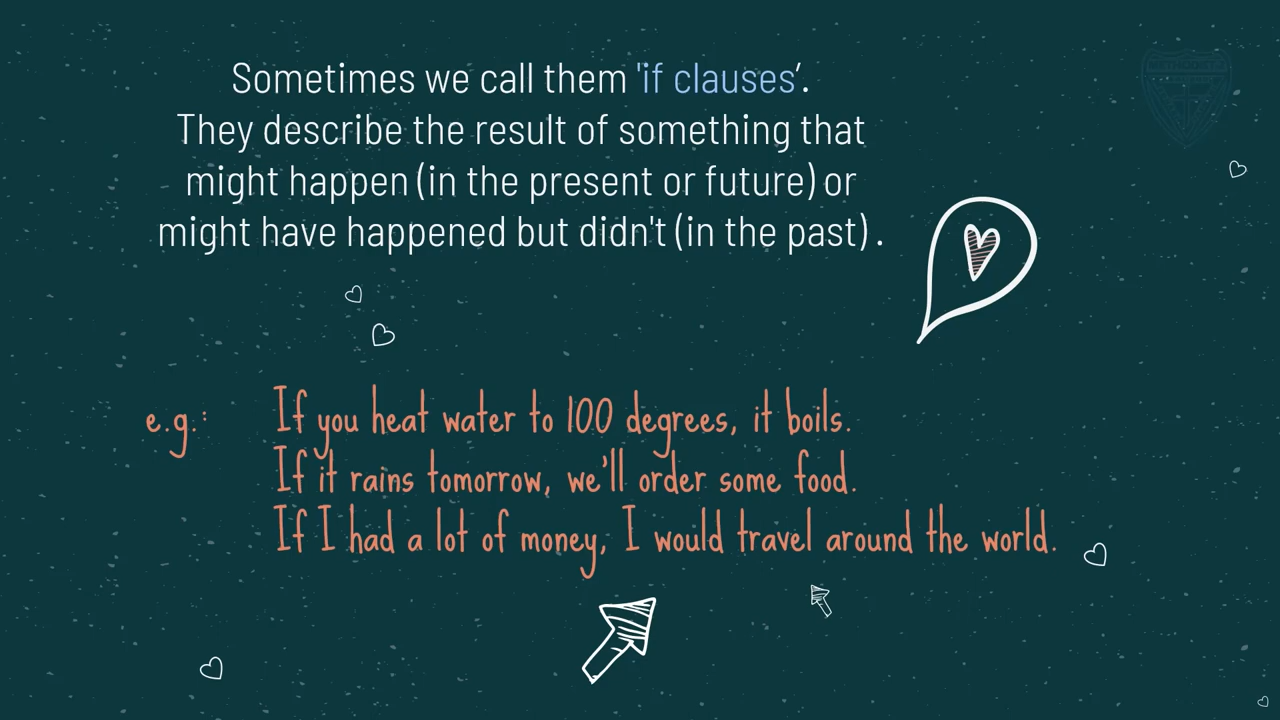 Sometimes we call them 'if clauses’.
They describe the result of something that
might happen (in the present or future) or
might have happened but didn't (in the past) .
e.g.: If you heat water to 100 degrees, it boils.
If it rains tomorrow, we'll order some food.
If I had a lot of money, I would travel around the world.